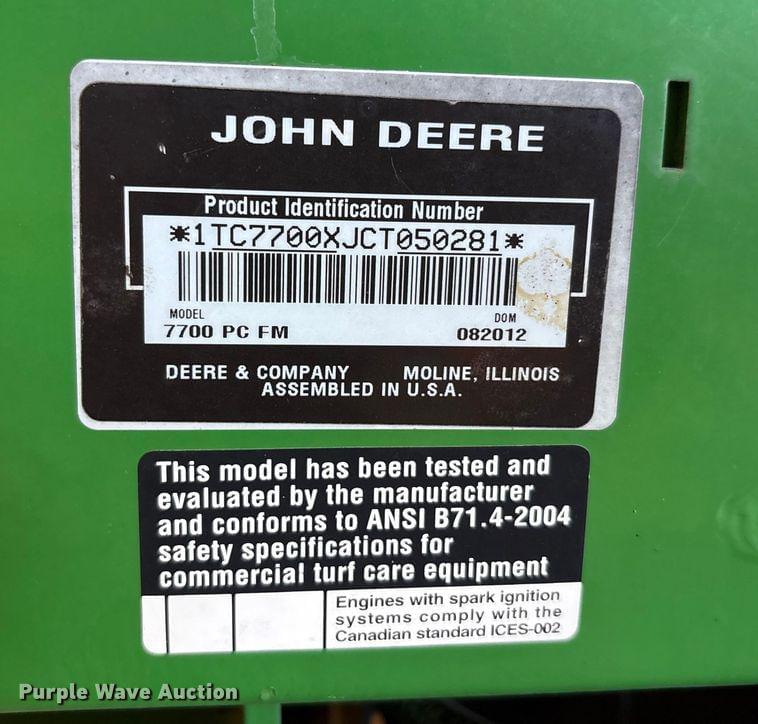 JOHN DEERE
Product Identification Number
*1TC7700XJCT050281*
MODEL DOM
7700 PC FM 082012
DEERE & COMPANY MOLINE, ILLINOIS
ASSEMBLED IN U.S.A.
This model has been tested and
evaluated by the manufacturer
and conforms to ANSI B71.4-2004
safety specifications for
commercial turf care equipment
Engines with spark ignition
systems comply with the
Canadian standard ICES-002
Purple Wave Auction